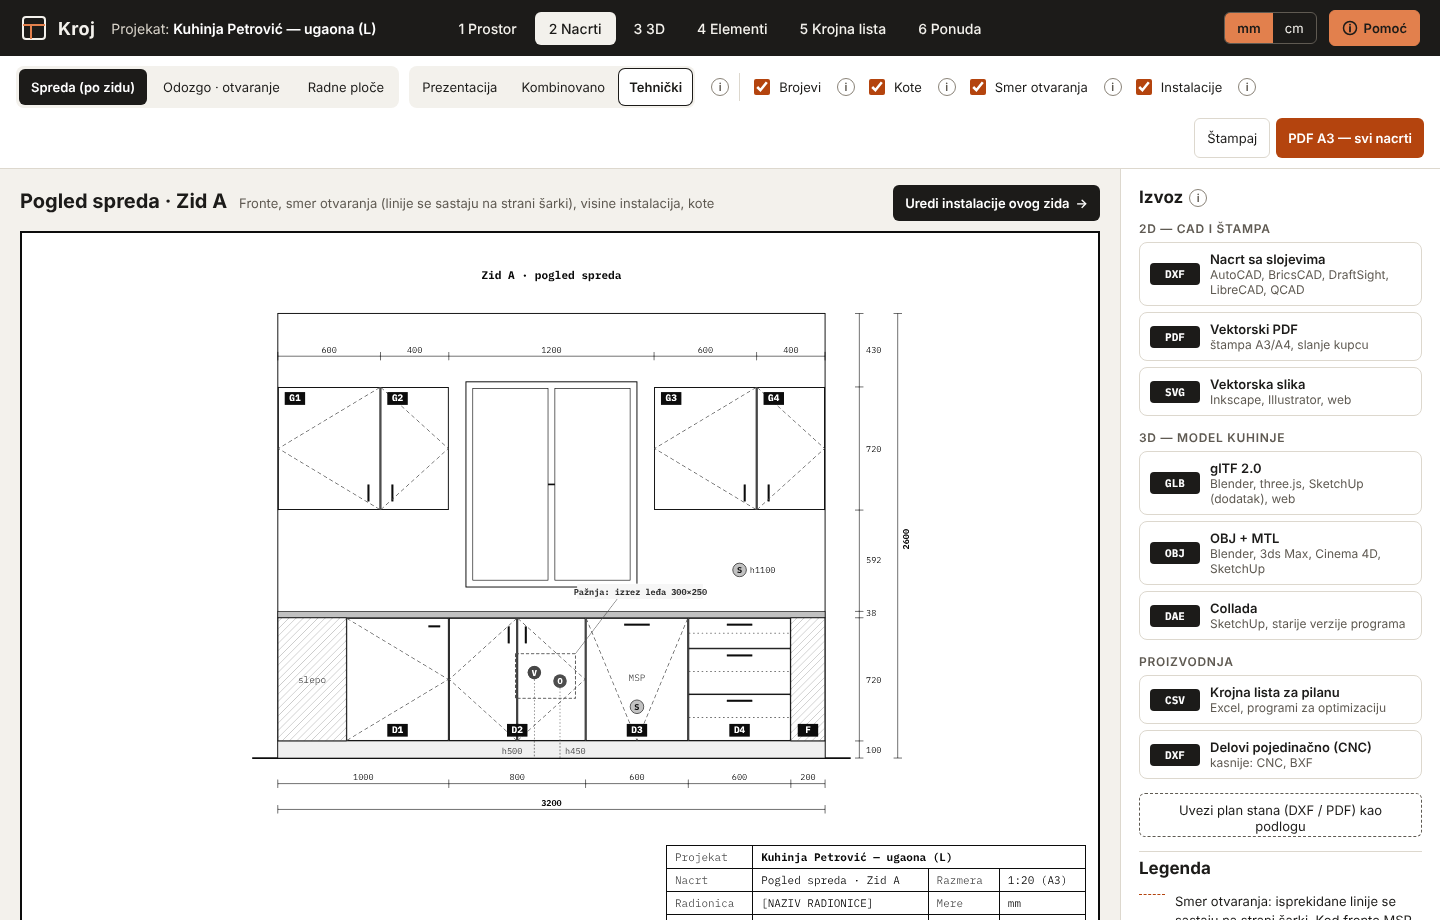 Kroj
Projekat: Kuhinja Petrović — ugaona (L)
1 Prostor
2 Nacrti
3 3D
4 Elementi
5 Krojna lista
6 Ponuda
mm
cm
Pomoć
Spreda (po zidu)
Odozgo · otvaranje
Radne ploče
Prezentacija
Kombinovano
Tehnički
i
Brojevi
i
Kote
i
Smer otvaranja
i
Instalacije
i
Štampaj
PDF A3 — svi nacrti
Pogled spreda · Zid A
Fronte, smer otvaranja (linije se sastaju na strani šarki), visine instalacija, kote
Uredi instalacije ovog zida →
Zid A · pogled spreda
600
400
1200
600
400
430
G1
G2
G3
G4
720
2600
592
S h1100
Pažnja: izrez leđa 300×250
38
slepo
V
O
MSP
S
720
D1
D2
D3
D4
F
h500
h450
100
1000
800
600
600
200
3200
Projekat
Kuhinja Petrović — ugaona (L)
Nacrt
Pogled spreda · Zid A
Razmera
1:20 (A3)
Radionica
[NAZIV RADIONICE]
Mere
mm
Izvoz
i
2D — CAD I ŠTAMPA
DXF
Nacrt sa slojevima
AutoCAD, BricsCAD, DraftSight,
LibreCAD, QCAD
PDF
Vektorski PDF
štampa A3/A4, slanje kupcu
SVG
Vektorska slika
Inkscape, Illustrator, web
3D — MODEL KUHINJE
GLB
glTF 2.0
Blender, three.js, SketchUp
(dodatak), web
OBJ
OBJ + MTL
Blender, 3ds Max, Cinema 4D,
SketchUp
DAE
Collada
SketchUp, starije verzije programa
PROIZVODNJA
CSV
Krojna lista za pilanu
Excel, programi za optimizaciju
DXF
Delovi pojedinačno (CNC)
kasnije: CNC, BXF
Uvezi plan stana (DXF / PDF) kao
podlogu
Legenda
Smer otvaranja: isprekidane linije se
sastaju na strani šarki. Kod fronte MSP